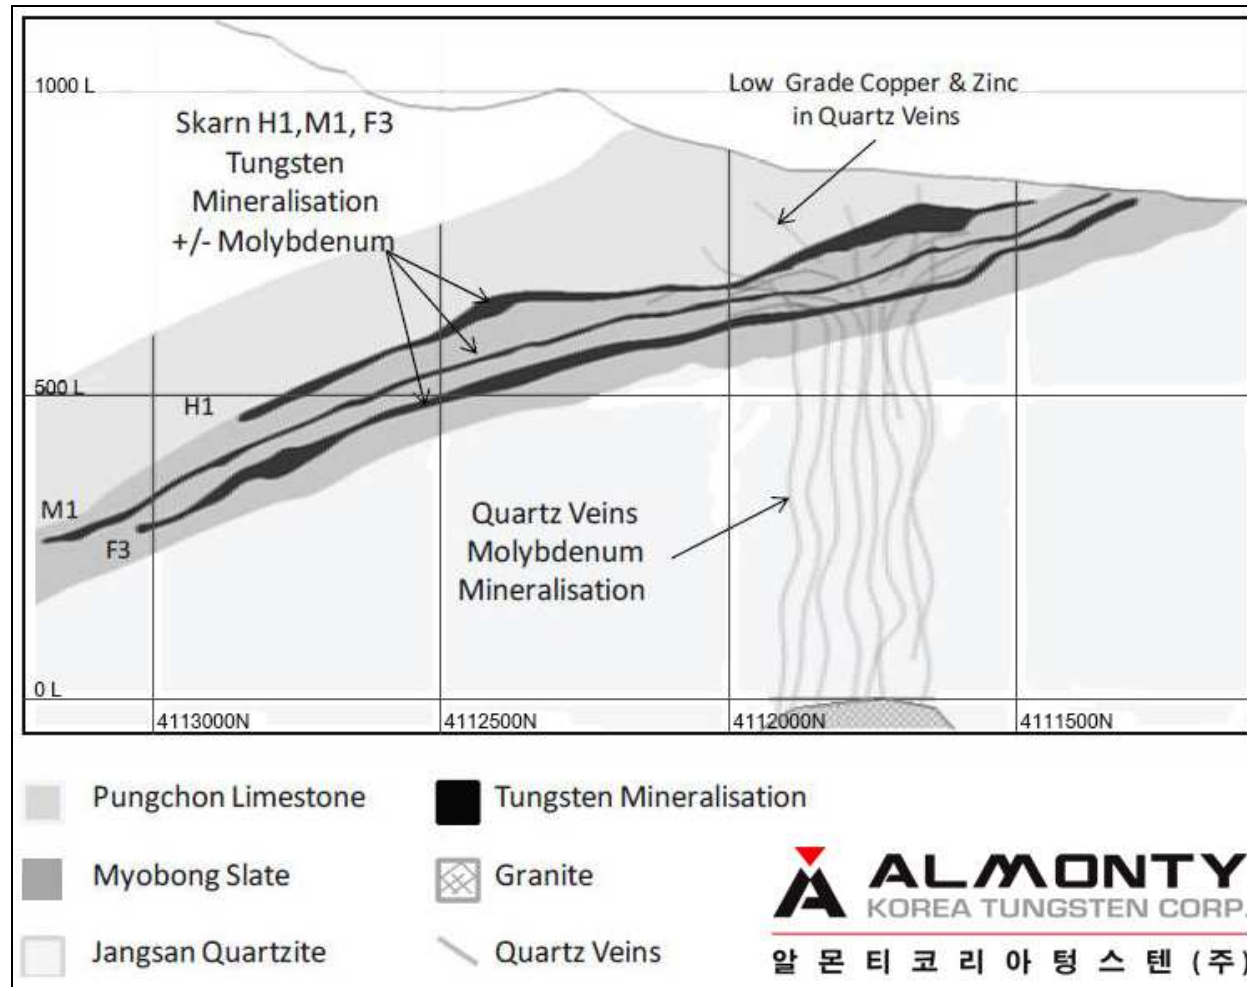 1000 L
Low Grade Copper & Zinc
in Quartz Veins
Skarn H1,M1, F3
Tungsten
Mineralisation
+/- Molybdenum
500 L
H1
M1
F3
Quartz Veins
Molybdenum
Mineralisation
0 L
4113000N
4112500N
4112000N
4111500N
Pungchon Limestone
Tungsten Mineralisation
Myobong Slate
Granite
Jangsan Quartzite
Quartz Veins
ALMONTY
KOREA TUNGSTEN CORP.
알몬티코리아텅스텐(주)